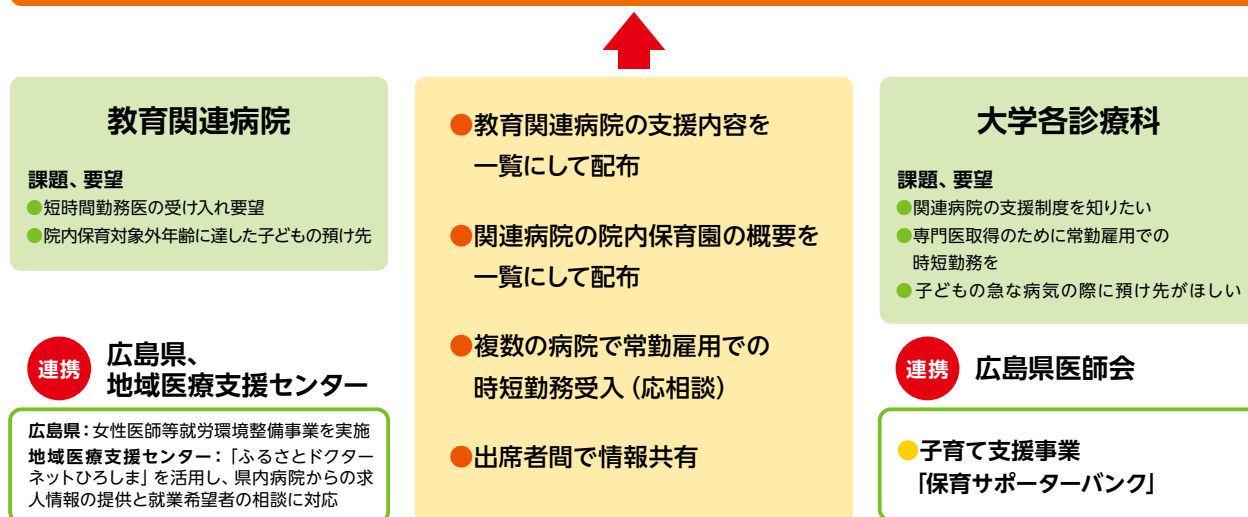 教育関連病院
課題、要望
●短時間勤務医の受け入れ要望
●院内保育対象外年齢に達した子どもの預け先
連携
広島県、
地域医療支援センター
広島県：女性医師等就労環境整備事業を実施
地域医療支援センター：「ふるさとドクター
ネットひろしま」を活用し、県内病院からの求
人情報の提供と就業希望者の相談に対応
●教育関連病院の支援内容を
一覧にして配布
●関連病院の院内保育園の概要を
一覧にして配布
●複数の病院で常勤雇用での
時短勤務受入（応相談）
●出席者間で情報共有
大学各診療科
課題、要望
●関連病院の支援制度を知りたい
●専門医取得のために常勤雇用での
時短勤務を
●子どもの急な病気の際に預け先がほしい
連携
広島県医師会
●子育て支援事業
「保育サポーターバンク」